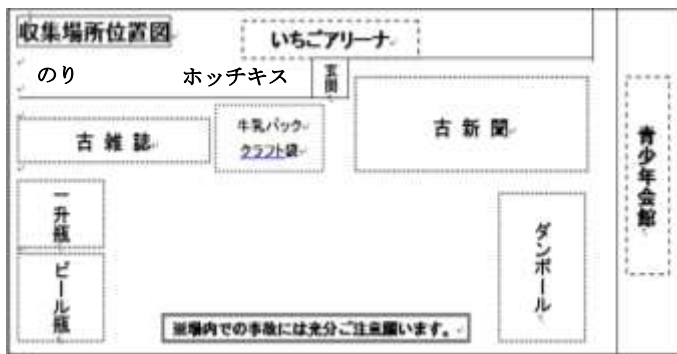 収集場所位置図
いちごアリーナ
のり
ホッチキス
玄関
古雑誌
牛乳パック
クラフト袋
古新聞
青少年会館
一升瓶
ビール瓶
ダンボール
※場内での事故には充分ご注意願います。